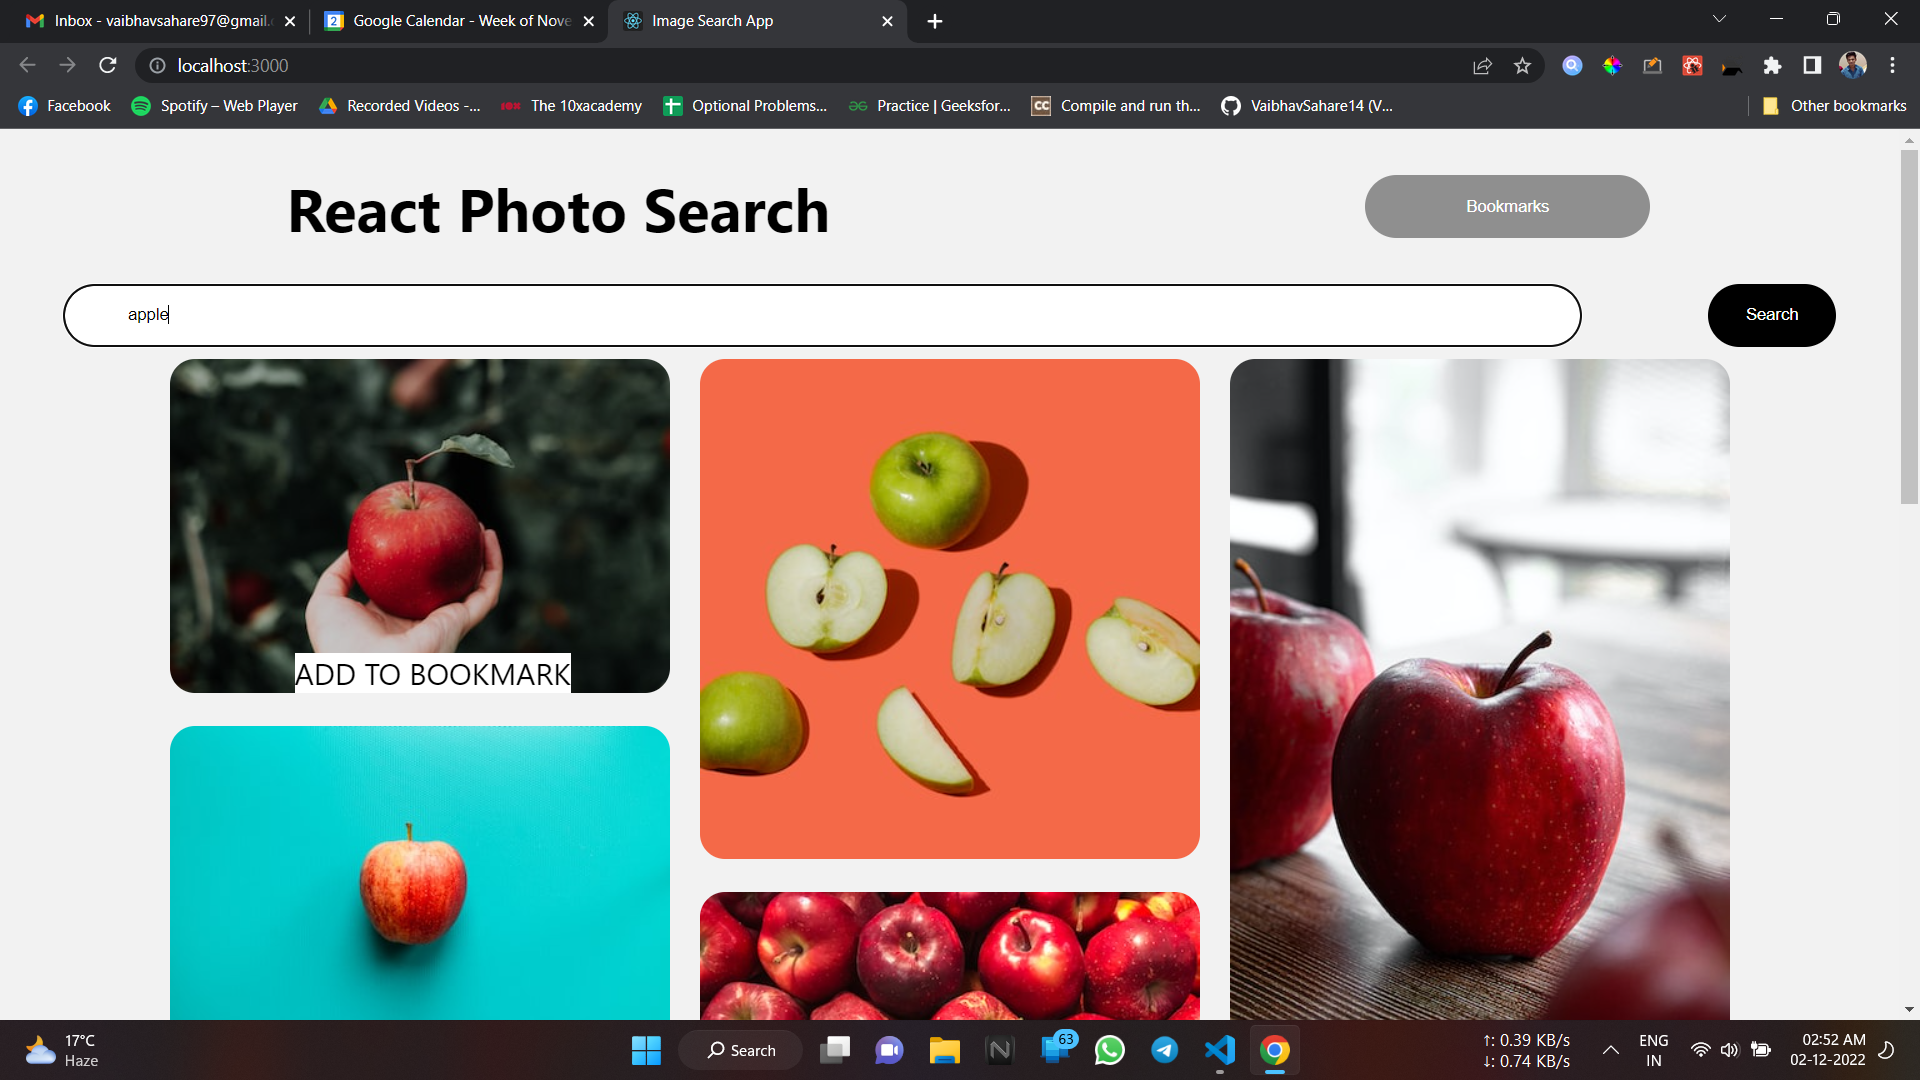 Inbox - vaibhavsahare97@gmail.c
Google Calendar - Week of Nove
Image Search App
localhost:3000
Facebook
Spotify – Web Player
Recorded Videos -...
The 10xacademy
Optional Problems...
Practice | Geeksfor...
Compile and run th...
VaibhavSahare14 (V...
Other bookmarks
React Photo Search
Bookmarks
apple
Search
ADD TO BOOKMARK
17°C
Haze
Search
63
↑: 0.39 KB/s
↓: 0.74 KB/s
ENG
IN
02:52 AM
02-12-2022